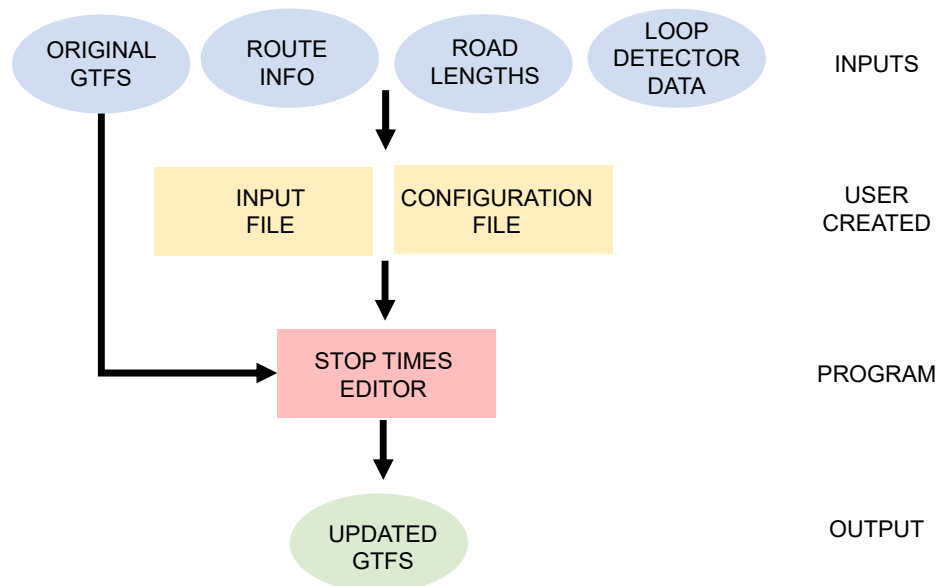 ORIGINAL
GTFS
ROUTE
INFO
ROAD
LENGTHS
LOOP
DETECTOR
DATA
INPUTS
INPUT
FILE
CONFIGURATION
FILE
USER
CREATED
STOP TIMES
EDITOR
PROGRAM
UPDATED
GTFS
OUTPUT